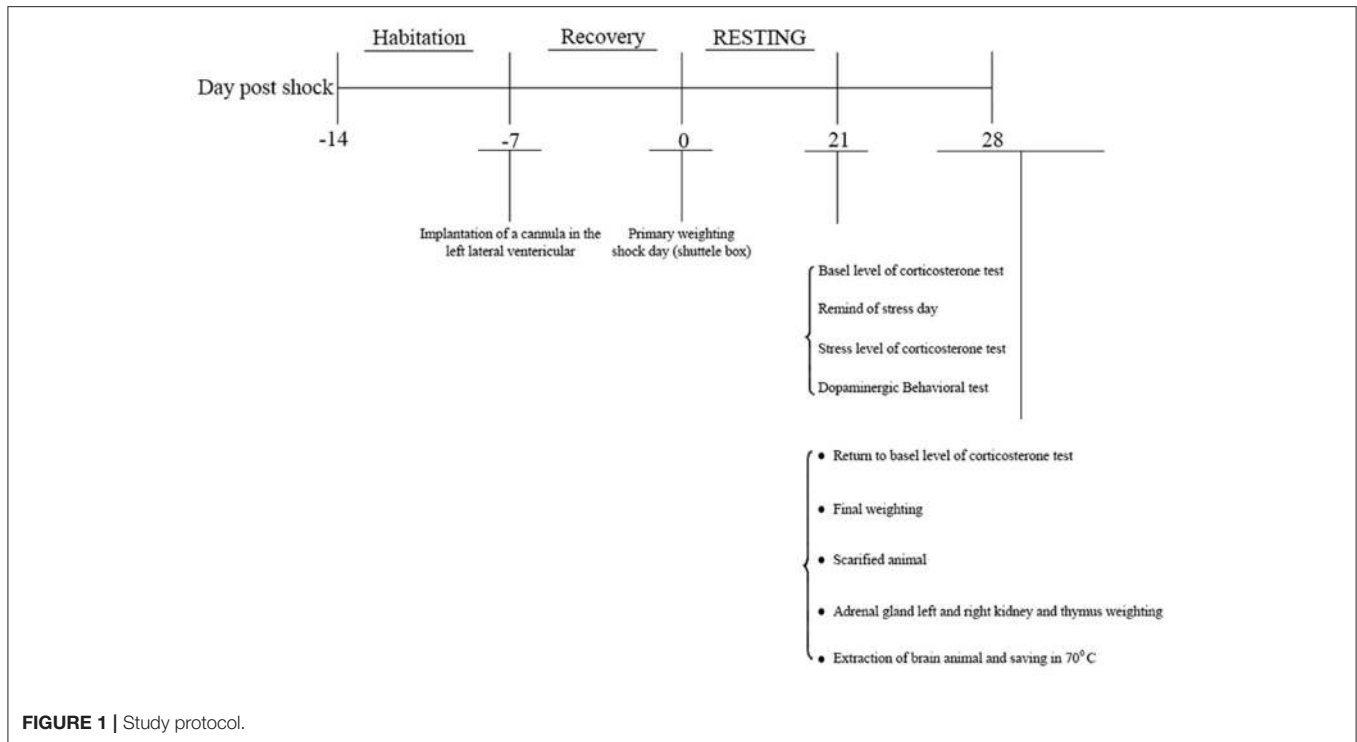 Habitation Recovery RESTING
Day post shock
-14 -7 0 21 28
Implantation of a cannula in the
left lateral ventericular
Primary weighting
shock day (shuttele box)
Basel level of corticosterone test
Remind of stress day
Stress level of corticosterone test
Dopaminergic Behavioral test
• Return to basel level of corticosterone test
• Final weighting
• Scarified animal
• Adrenal gland left and right kidney and thymus weighting
• Extraction of brain animal and saving in 70⁰ C
FIGURE 1 | Study protocol.